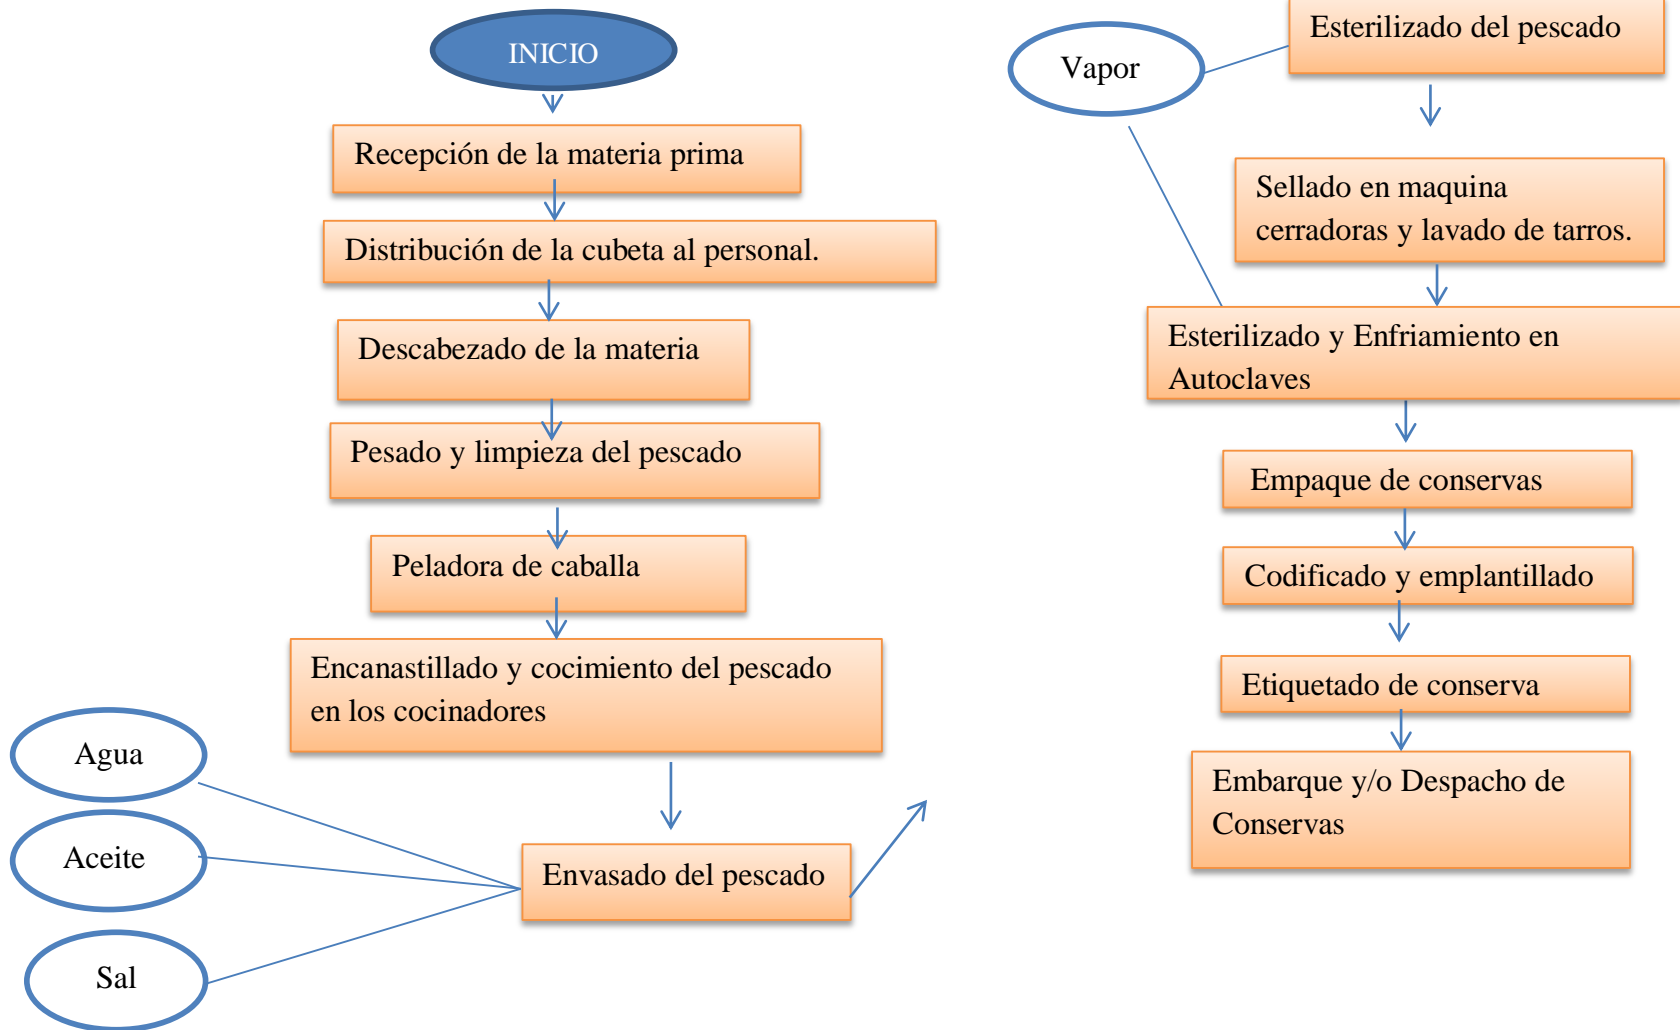 INICIO
Recepción de la materia prima
Distribución de la cubeta al personal.
Descabezado de la materia
Pesado y limpieza del pescado
Peladora de caballa
Encanastillado y cocimiento del pescado
en los cocinadores
Agua
Aceite
Sal
Envasado del pescado
Vapor
Esterilizado del pescado
Sellado en maquina
cerradoras y lavado de tarros.
Esterilizado y Enfriamiento en
Autoclaves
Empaque de conservas
Codificado y emplantillado
Etiquetado de conserva
Embarque y/o Despacho de
Conservas